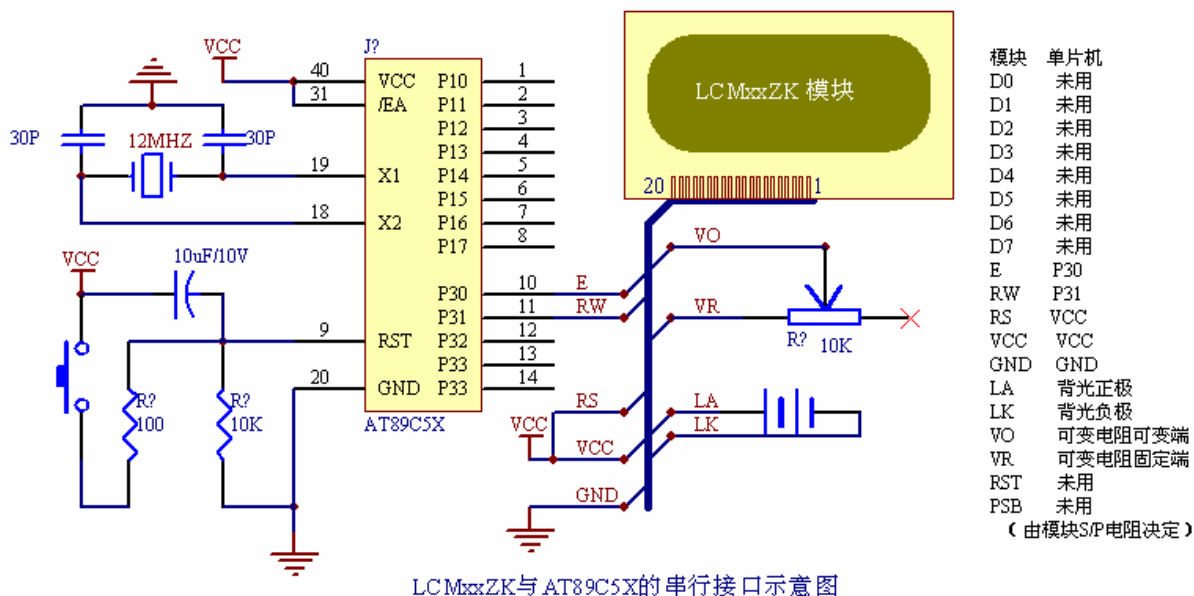 VCC
30P
12MHZ
30P
VCC
10uF/10V
R?
100
R?
10K
J?
40
31
19
18
9
20
VCC
/EA
X1
X2
RST
GND
P10
P11
P12
P13
P14
P15
P16
P17
P30
P31
P32
P33
P33
1
2
3
4
5
6
7
8
10
11
12
13
14
AT89C5X
LCMxxZK 模块
20
1
E
RW
VO
VR
R?
10K
RS
VCC
VCC
GND
LA
LK
模块 单片机
D0 未用
D1 未用
D2 未用
D3 未用
D4 未用
D5 未用
D6 未用
D7 未用
E P30
RW P31
RS VCC
VCC VCC
GND GND
LA 背光正极
LK 背光负极
VO 可变电阻可变端
VR 可变电阻固定端
RST 未用
PSB 未用
(由模块S/P电阻决定)
LCMxxZK与AT89C5X的串行接口示意图